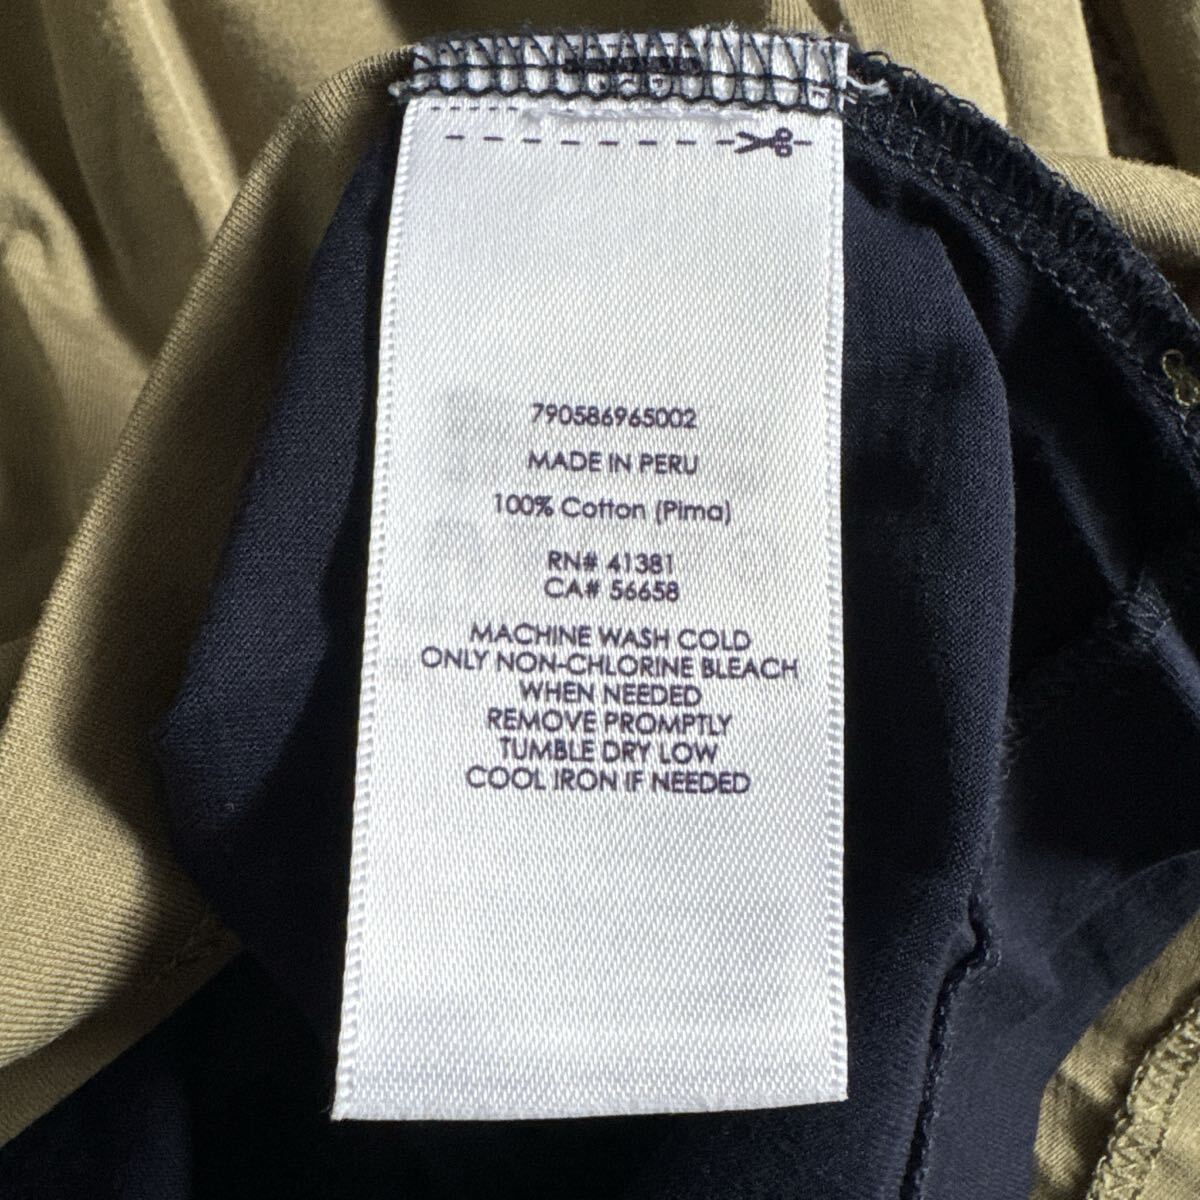 790586965002
MADE IN PERU
100% Cotton (Pima)
RN# 41381
CA# 56658
MACHINE WASH COLD
ONLY NON-CHLORINE BLEACH
WHEN NEEDED
REMOVE PROMPTLY
TUMBLE DRY LOW
COOL IRON IF NEEDED